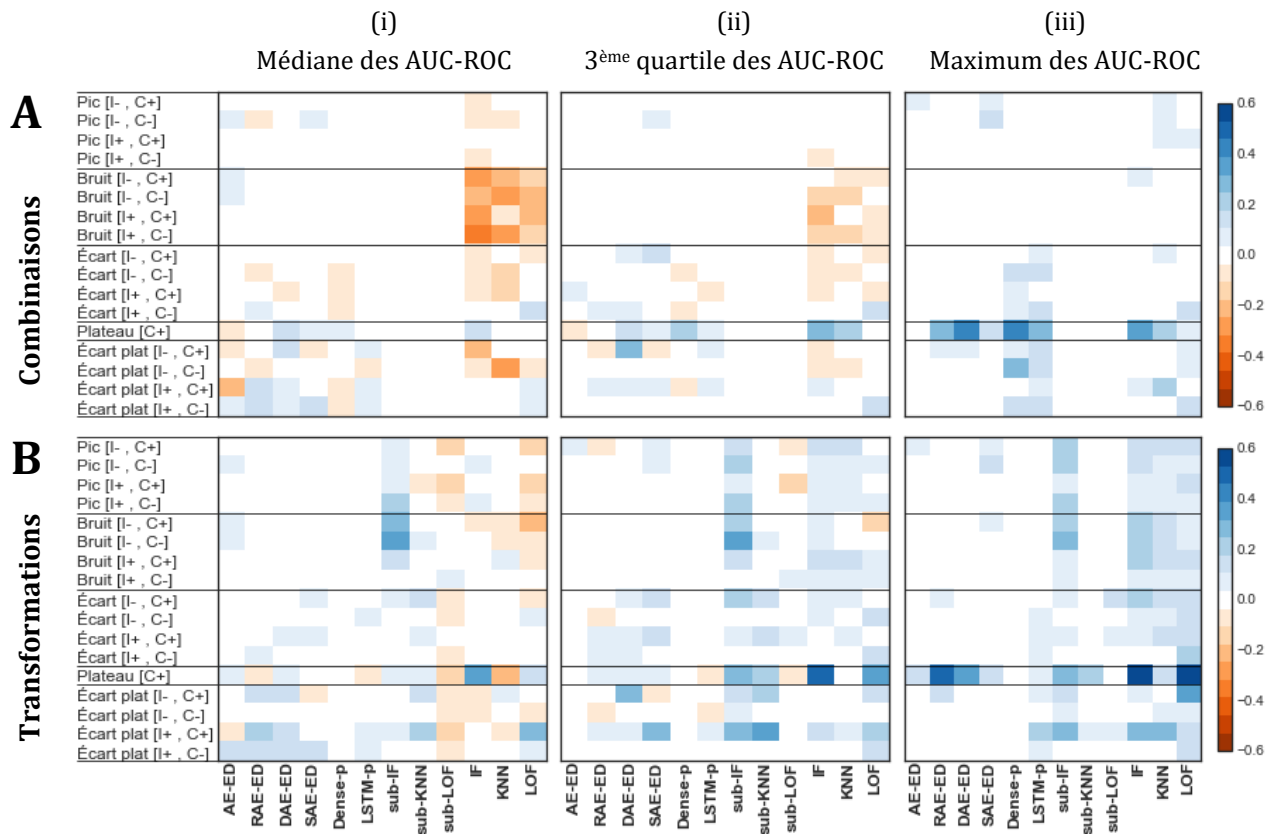 (i) (ii) (iii)
Médiane des AUC-ROC 3ème quartile des AUC-ROC Maximum des AUC-ROC
A
Combinaisons
Pic [I- , C+]
Pic [I- , C-]
Pic [I+ , C+]
Pic [I+ , C-]
Bruit [I- , C+]
Bruit [I- , C-]
Bruit [I+ , C+]
Bruit [I+ , C-]
Écart [I- , C+]
Écart [I- , C-]
Écart [I+ , C+]
Écart [I+ , C-]
Plateau [C+]
Écart plat [I- , C+]
Écart plat [I- , C-]
Écart plat [I+ , C+]
Écart plat [I+ , C-]
0.6
0.4
0.2
0.0
−0.2
−0.4
−0.6
B
Transformations
Pic [I- , C+]
Pic [I- , C-]
Pic [I+ , C+]
Pic [I+ , C-]
Bruit [I- , C+]
Bruit [I- , C-]
Bruit [I+ , C+]
Bruit [I+ , C-]
Écart [I- , C+]
Écart [I- , C-]
Écart [I+ , C+]
Écart [I+ , C-]
Plateau [C+]
Écart plat [I- , C+]
Écart plat [I- , C-]
Écart plat [I+ , C+]
Écart plat [I+ , C-]
0.6
0.4
0.2
0.0
−0.2
−0.4
−0.6
AE-ED
RAE-ED
DAE-ED
SAE-ED
Dense-p
LSTM-p
sub-IF
sub-KNN
sub-LOF
IF
KNN
LOF
AE-ED
RAE-ED
DAE-ED
SAE-ED
Dense-p
LSTM-p
sub-IF
sub-KNN
sub-LOF
IF
KNN
LOF
AE-ED
RAE-ED
DAE-ED
SAE-ED
Dense-p
LSTM-p
sub-IF
sub-KNN
sub-LOF
IF
KNN
LOF